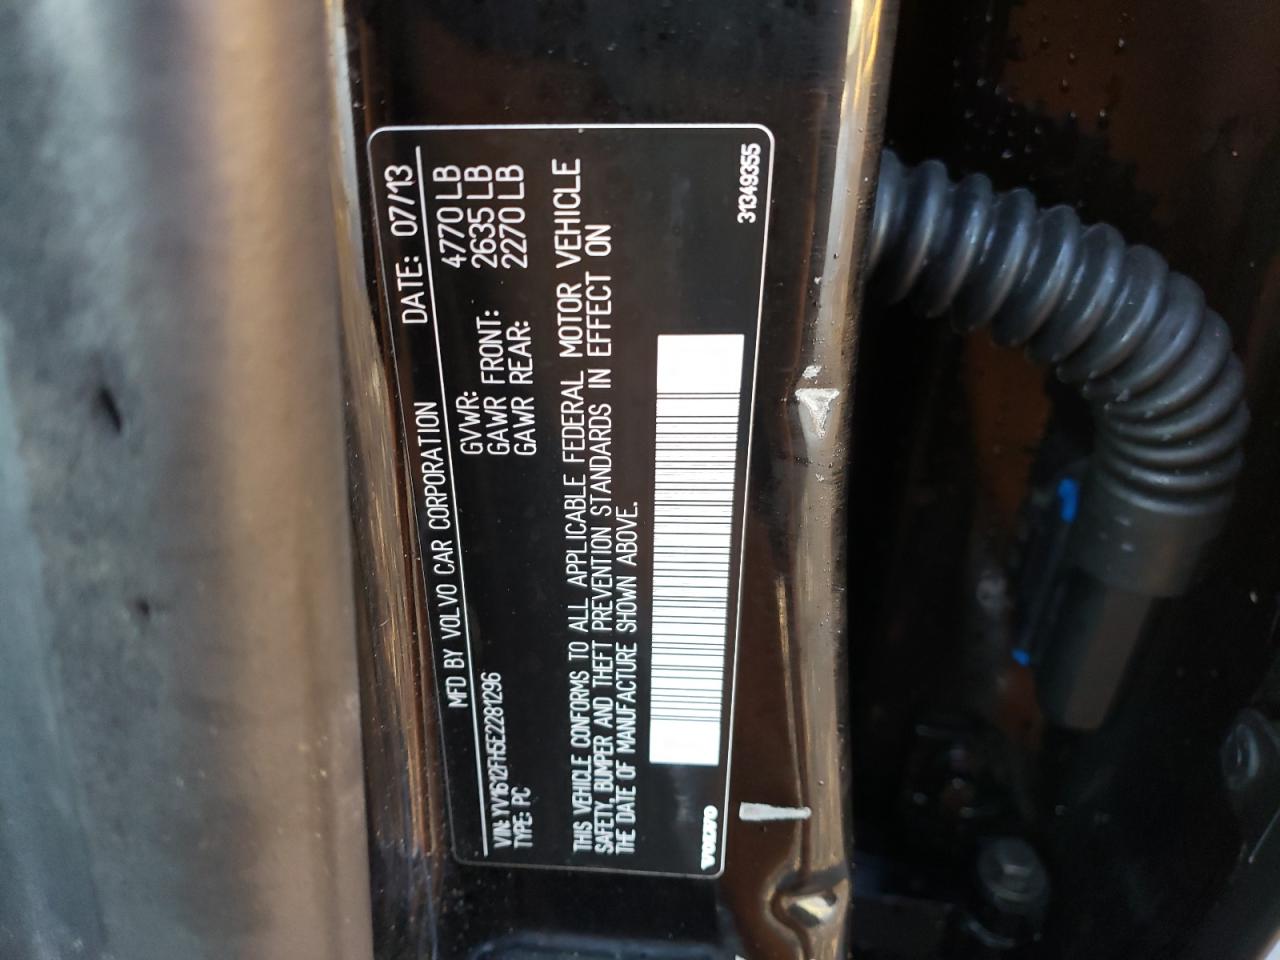 MFD BY VOLVO CAR CORPORATION DATE: 07/13
GVWR: 4770 LB
GAWR FRONT: 2635 LB
GAWR REAR: 2270 LB
VIN: YV1612FH5E2281296
TYPE: PC
THIS VEHICLE CONFORMS TO ALL APPLICABLE FEDERAL MOTOR VEHICLE
SAFETY, BUMPER AND THEFT PREVENTION STANDARDS IN EFFECT ON
THE DATE OF MANUFACTURE SHOWN ABOVE.
VOLVO 31349355